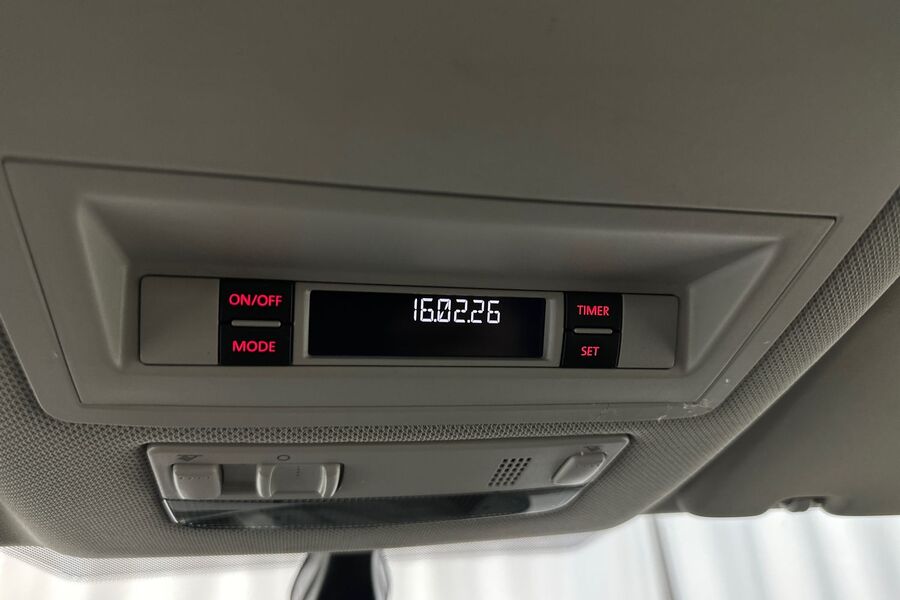 ON/OFF
MODE
16.02.26
TIMER
SET